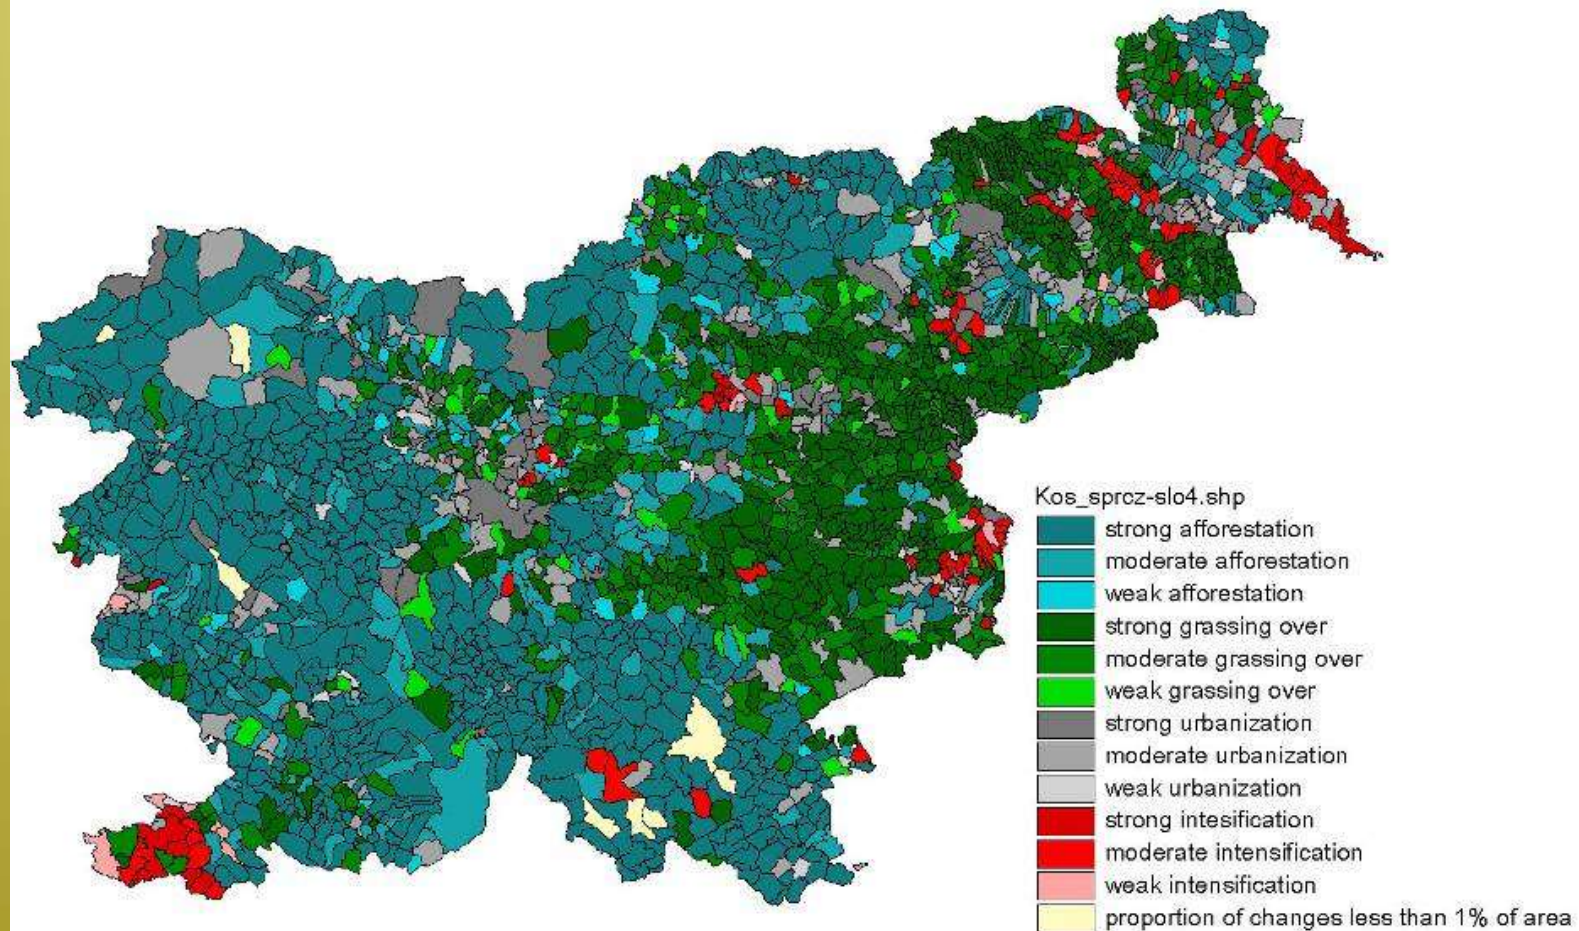 Kos_sprcz-slo4.shp
strong afforestation
moderate afforestation
weak afforestation
strong grassing over
moderate grassing over
weak grassing over
strong urbanization
moderate urbanization
weak urbanization
strong intesification
moderate intensification
weak intensification
proportion of changes less than 1% of area